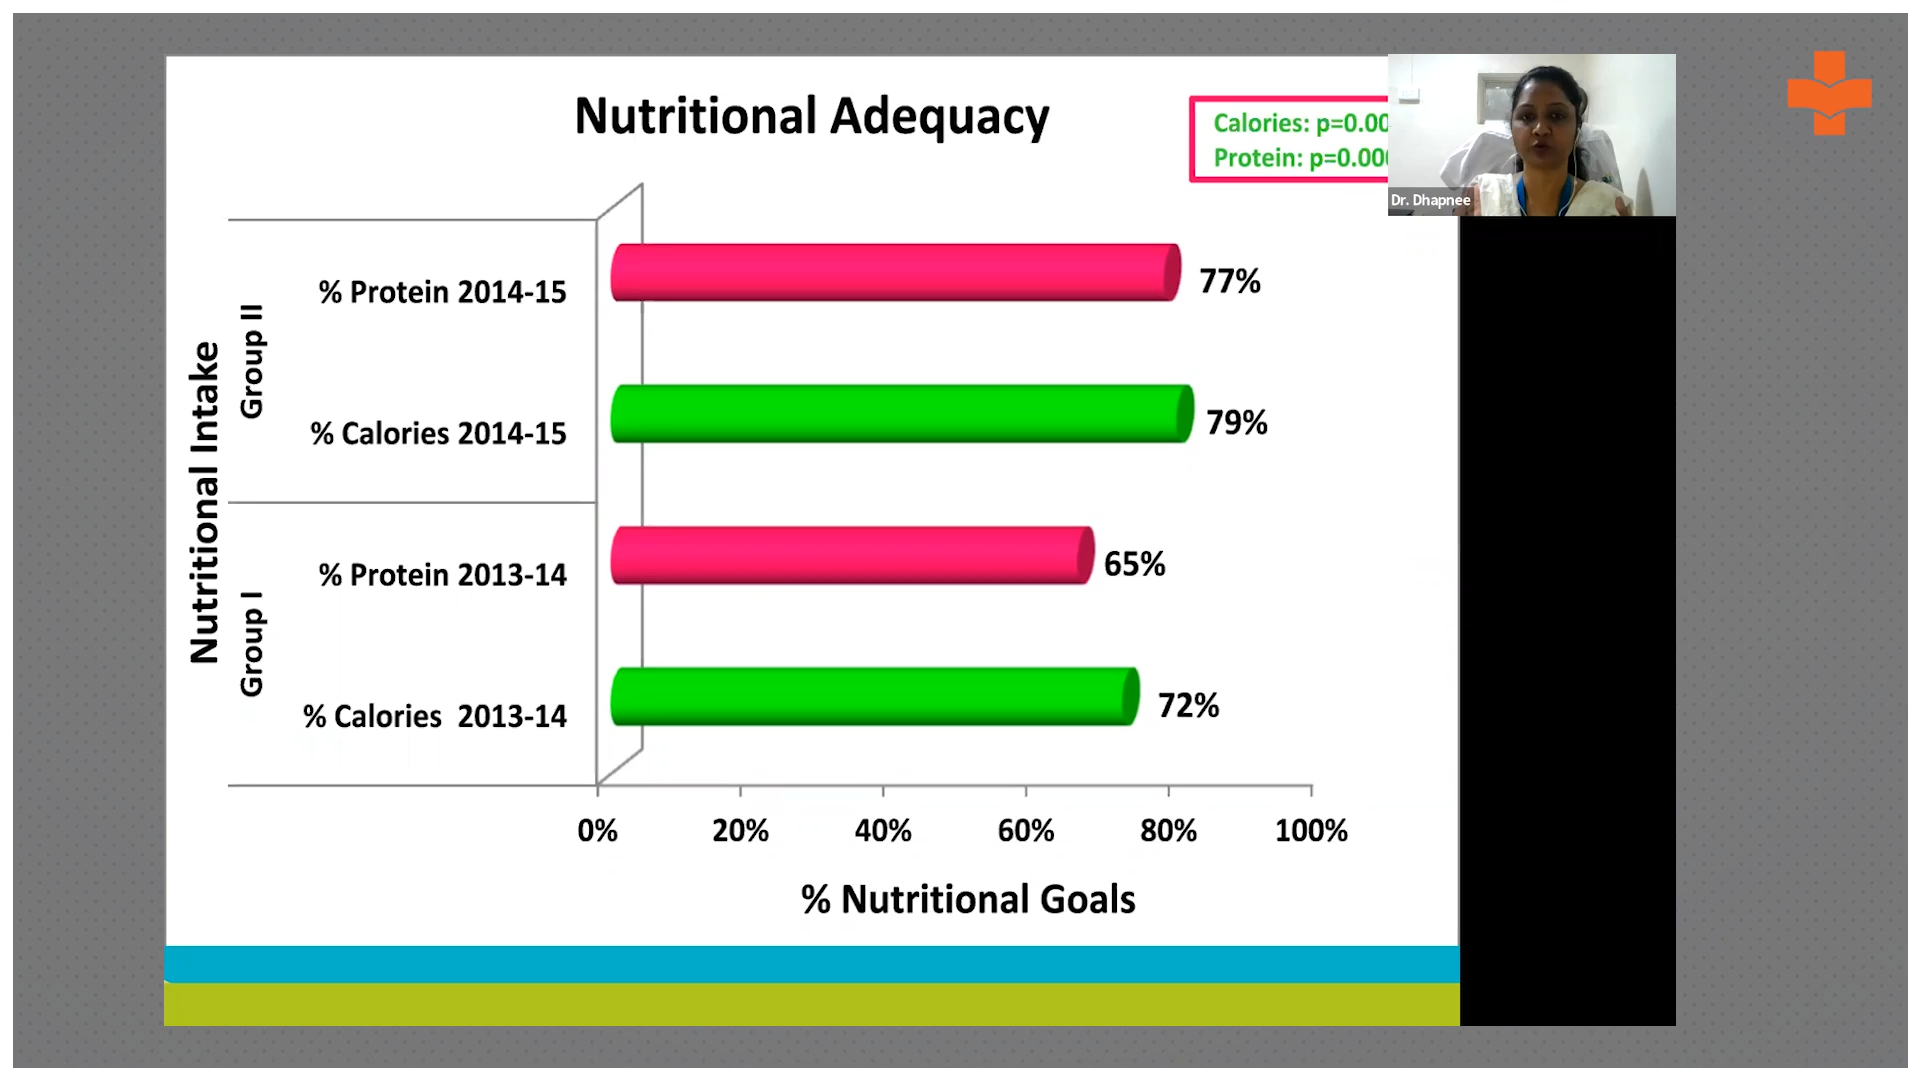 Nutritional Adequacy
Calories: p=0.00
Protein: p=0.00
Dr. Dhapnee
Nutritional Intake
Group II
% Protein 2014-15
77%
% Calories 2014-15
79%
Group I
% Protein 2013-14
65%
% Calories 2013-14
72%
0% 20% 40% 60% 80% 100%
% Nutritional Goals